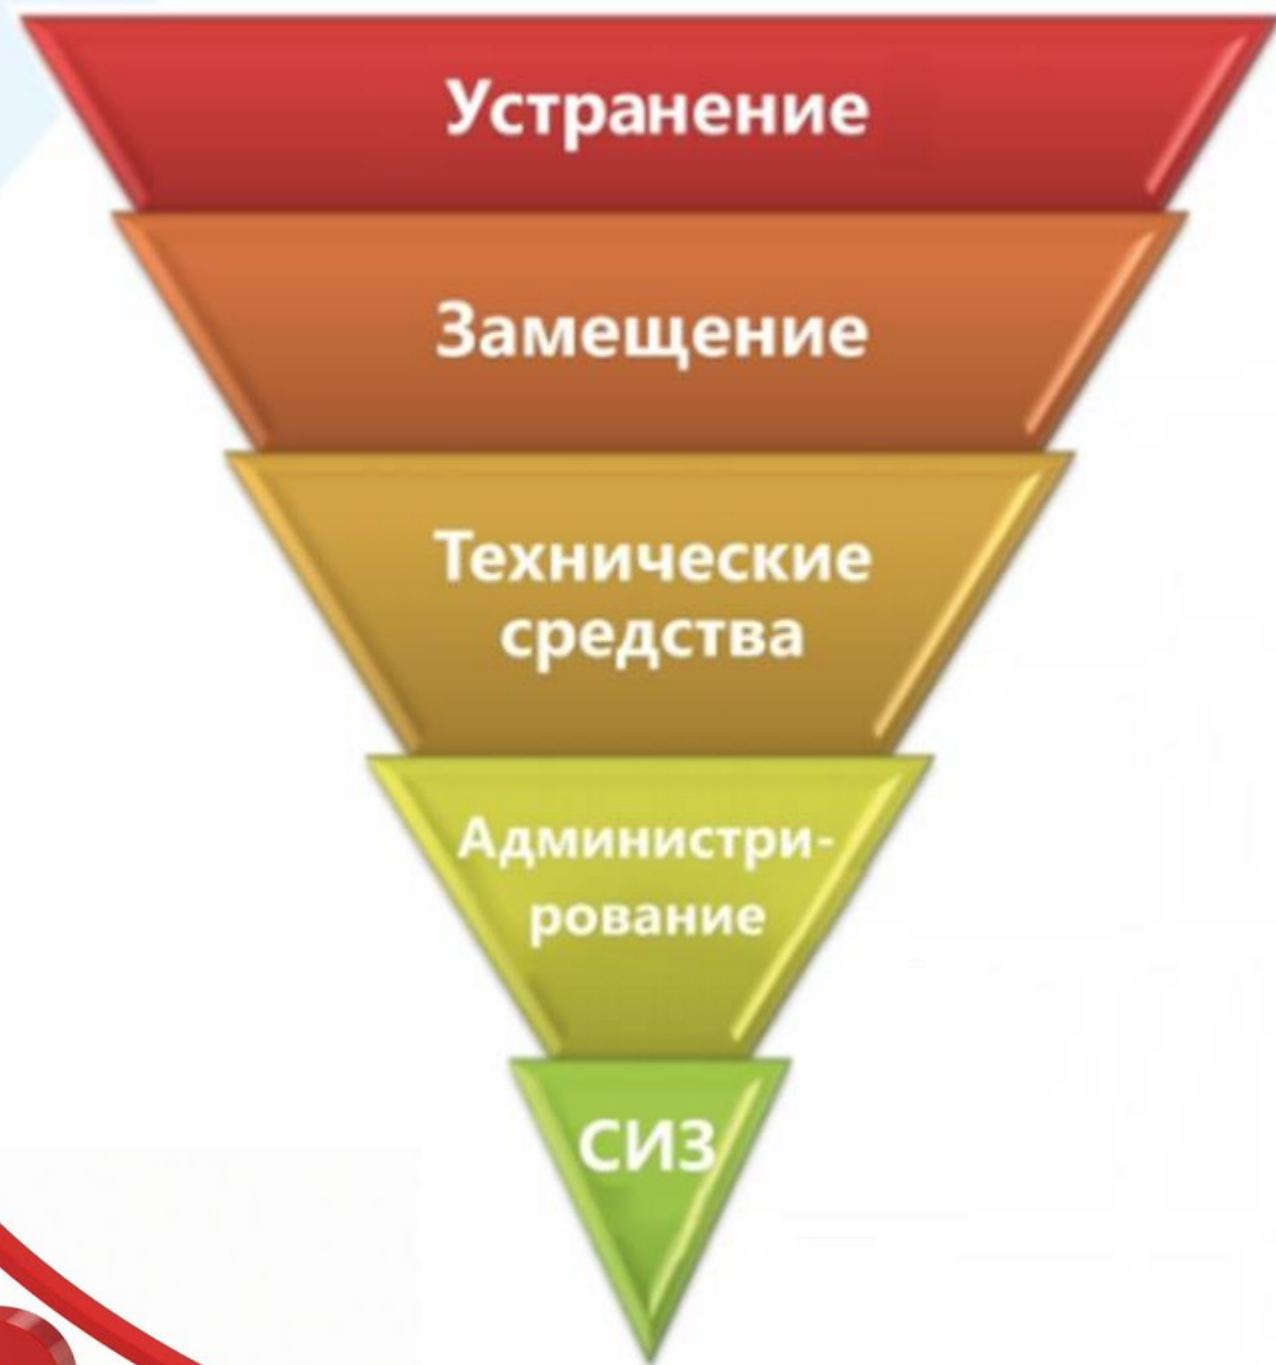 Устранение
Замещение
Технические
средства
Администри-
рование
СИЗ